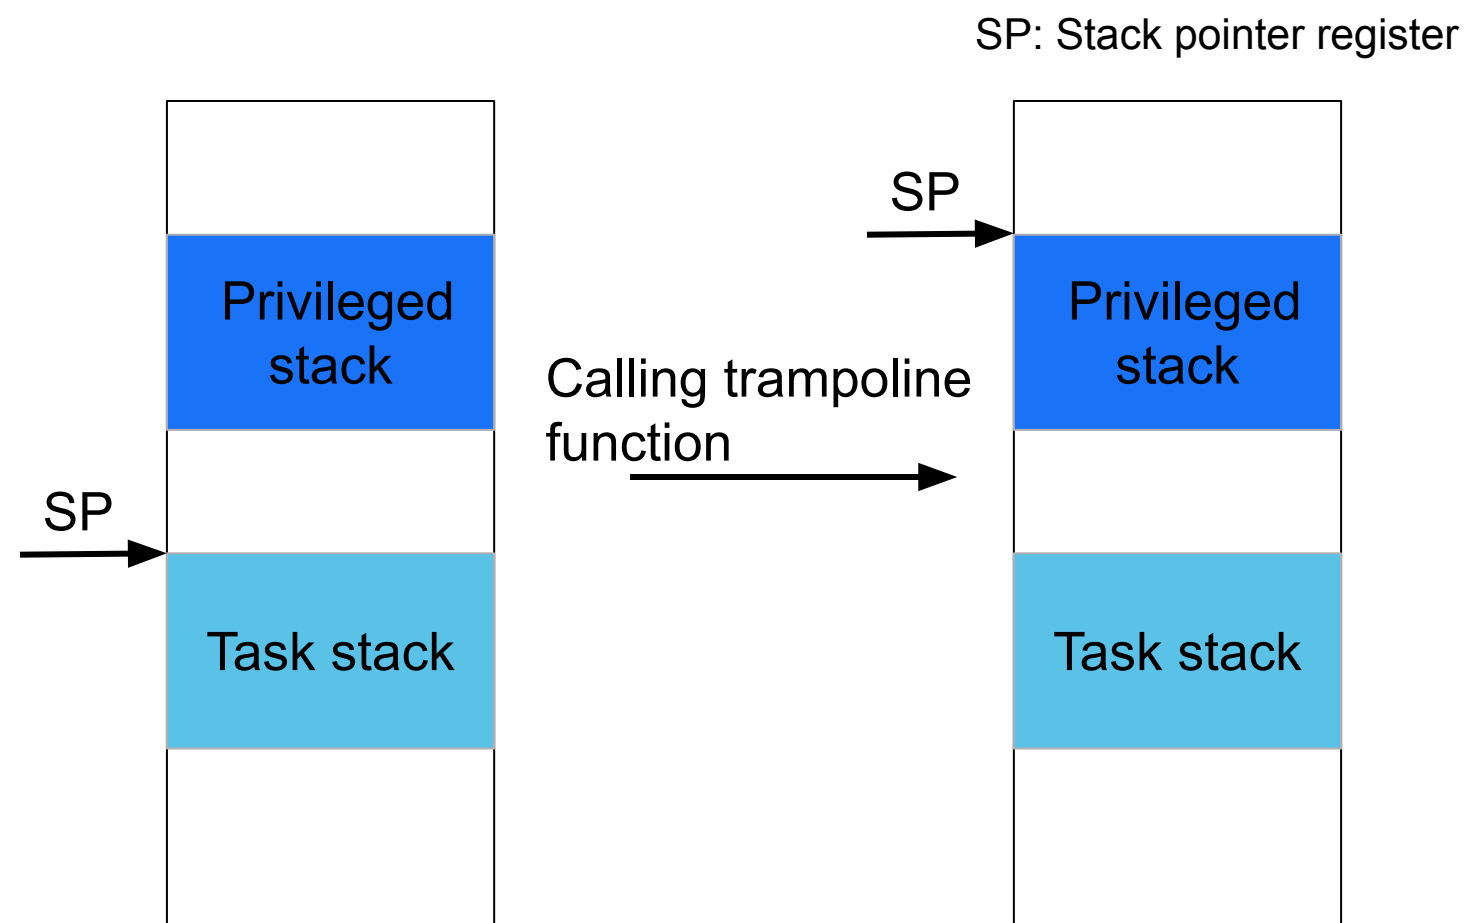 SP: Stack pointer register
SP
Privileged
stack
Privileged
stack
Calling trampoline
function
SP
Task stack
Task stack